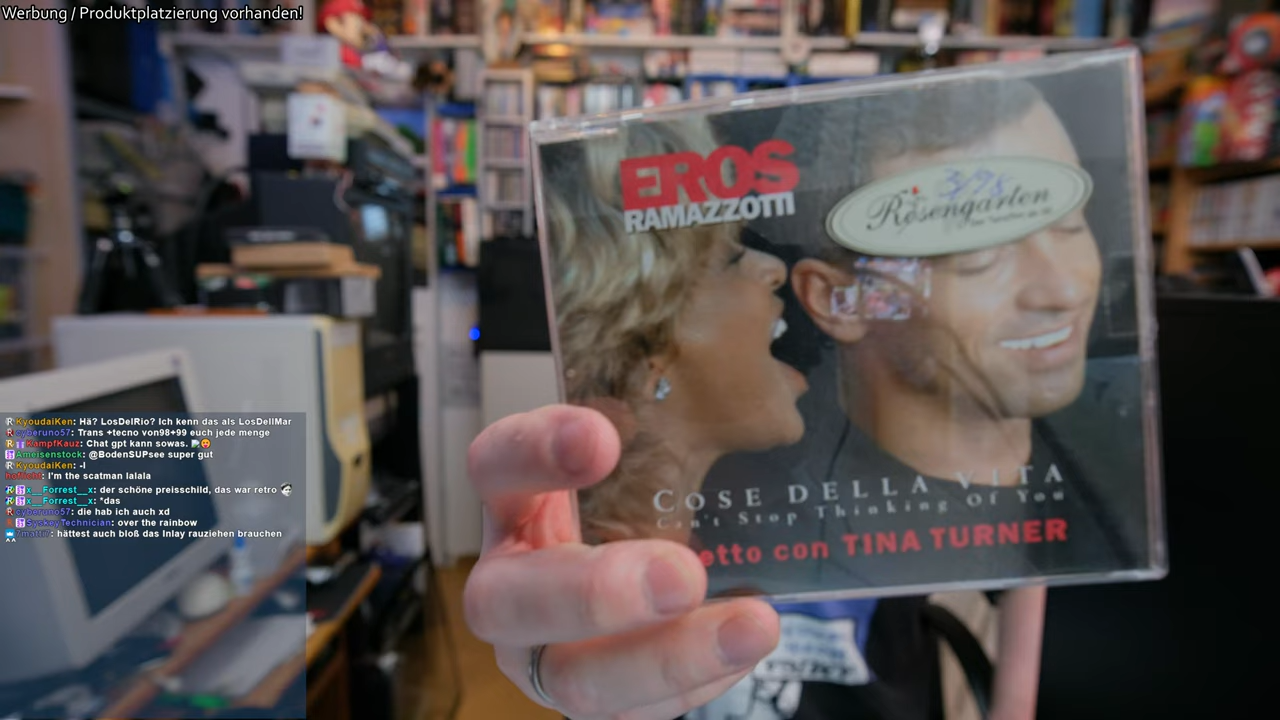 Werbung / Produktplatzierung vorhanden!
EROS
RAMAZZOTTI
3/98
Rosengarten
COSE DELLA VITA
Can't Stop Thinking Of You
etto con TINA TURNER
KyoudaiKen: Hä? LosDelRio? Ich kenn das als LosDellMar
cyberuno57: Trans +tecno von98+99 euch jede menge
KampfKauz: Chat gpt kann sowas.
Ameisenstock: @BodenSUPsee super gut
KyoudaiKen: -l
I'm the scatman lalala
x__Forrest__x: der schöne preisschild, das war retro
x__Forrest__x: *das
cyberuno57: die hab ich auch xd
SyskeyTechnician: over the rainbow
hättest auch bloß das Inlay rauziehen brauchen